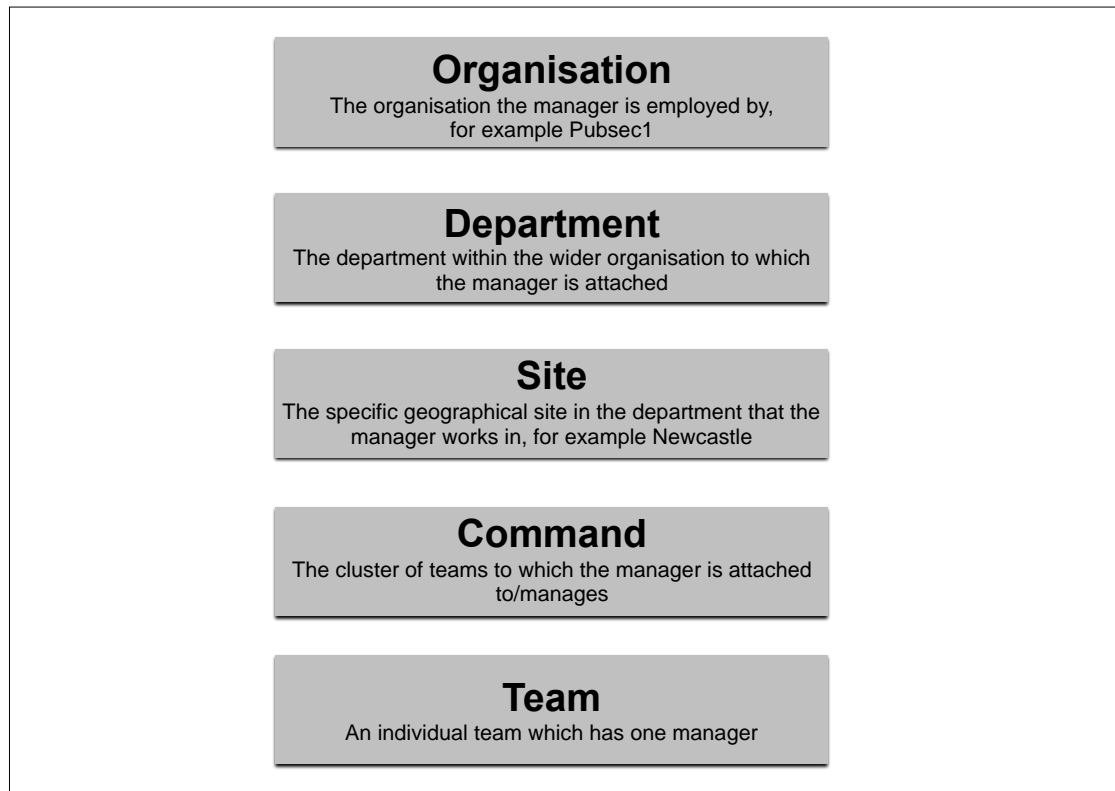 Organisation
The organisation the manager is employed by,
for example Pubsec1
Department
The department within the wider organisation to which
the manager is attached
Site
The specific geographical site in the department that the
manager works in, for example Newcastle
Command
The cluster of teams to which the manager is attached
to/manages
Team
An individual team which has one manager